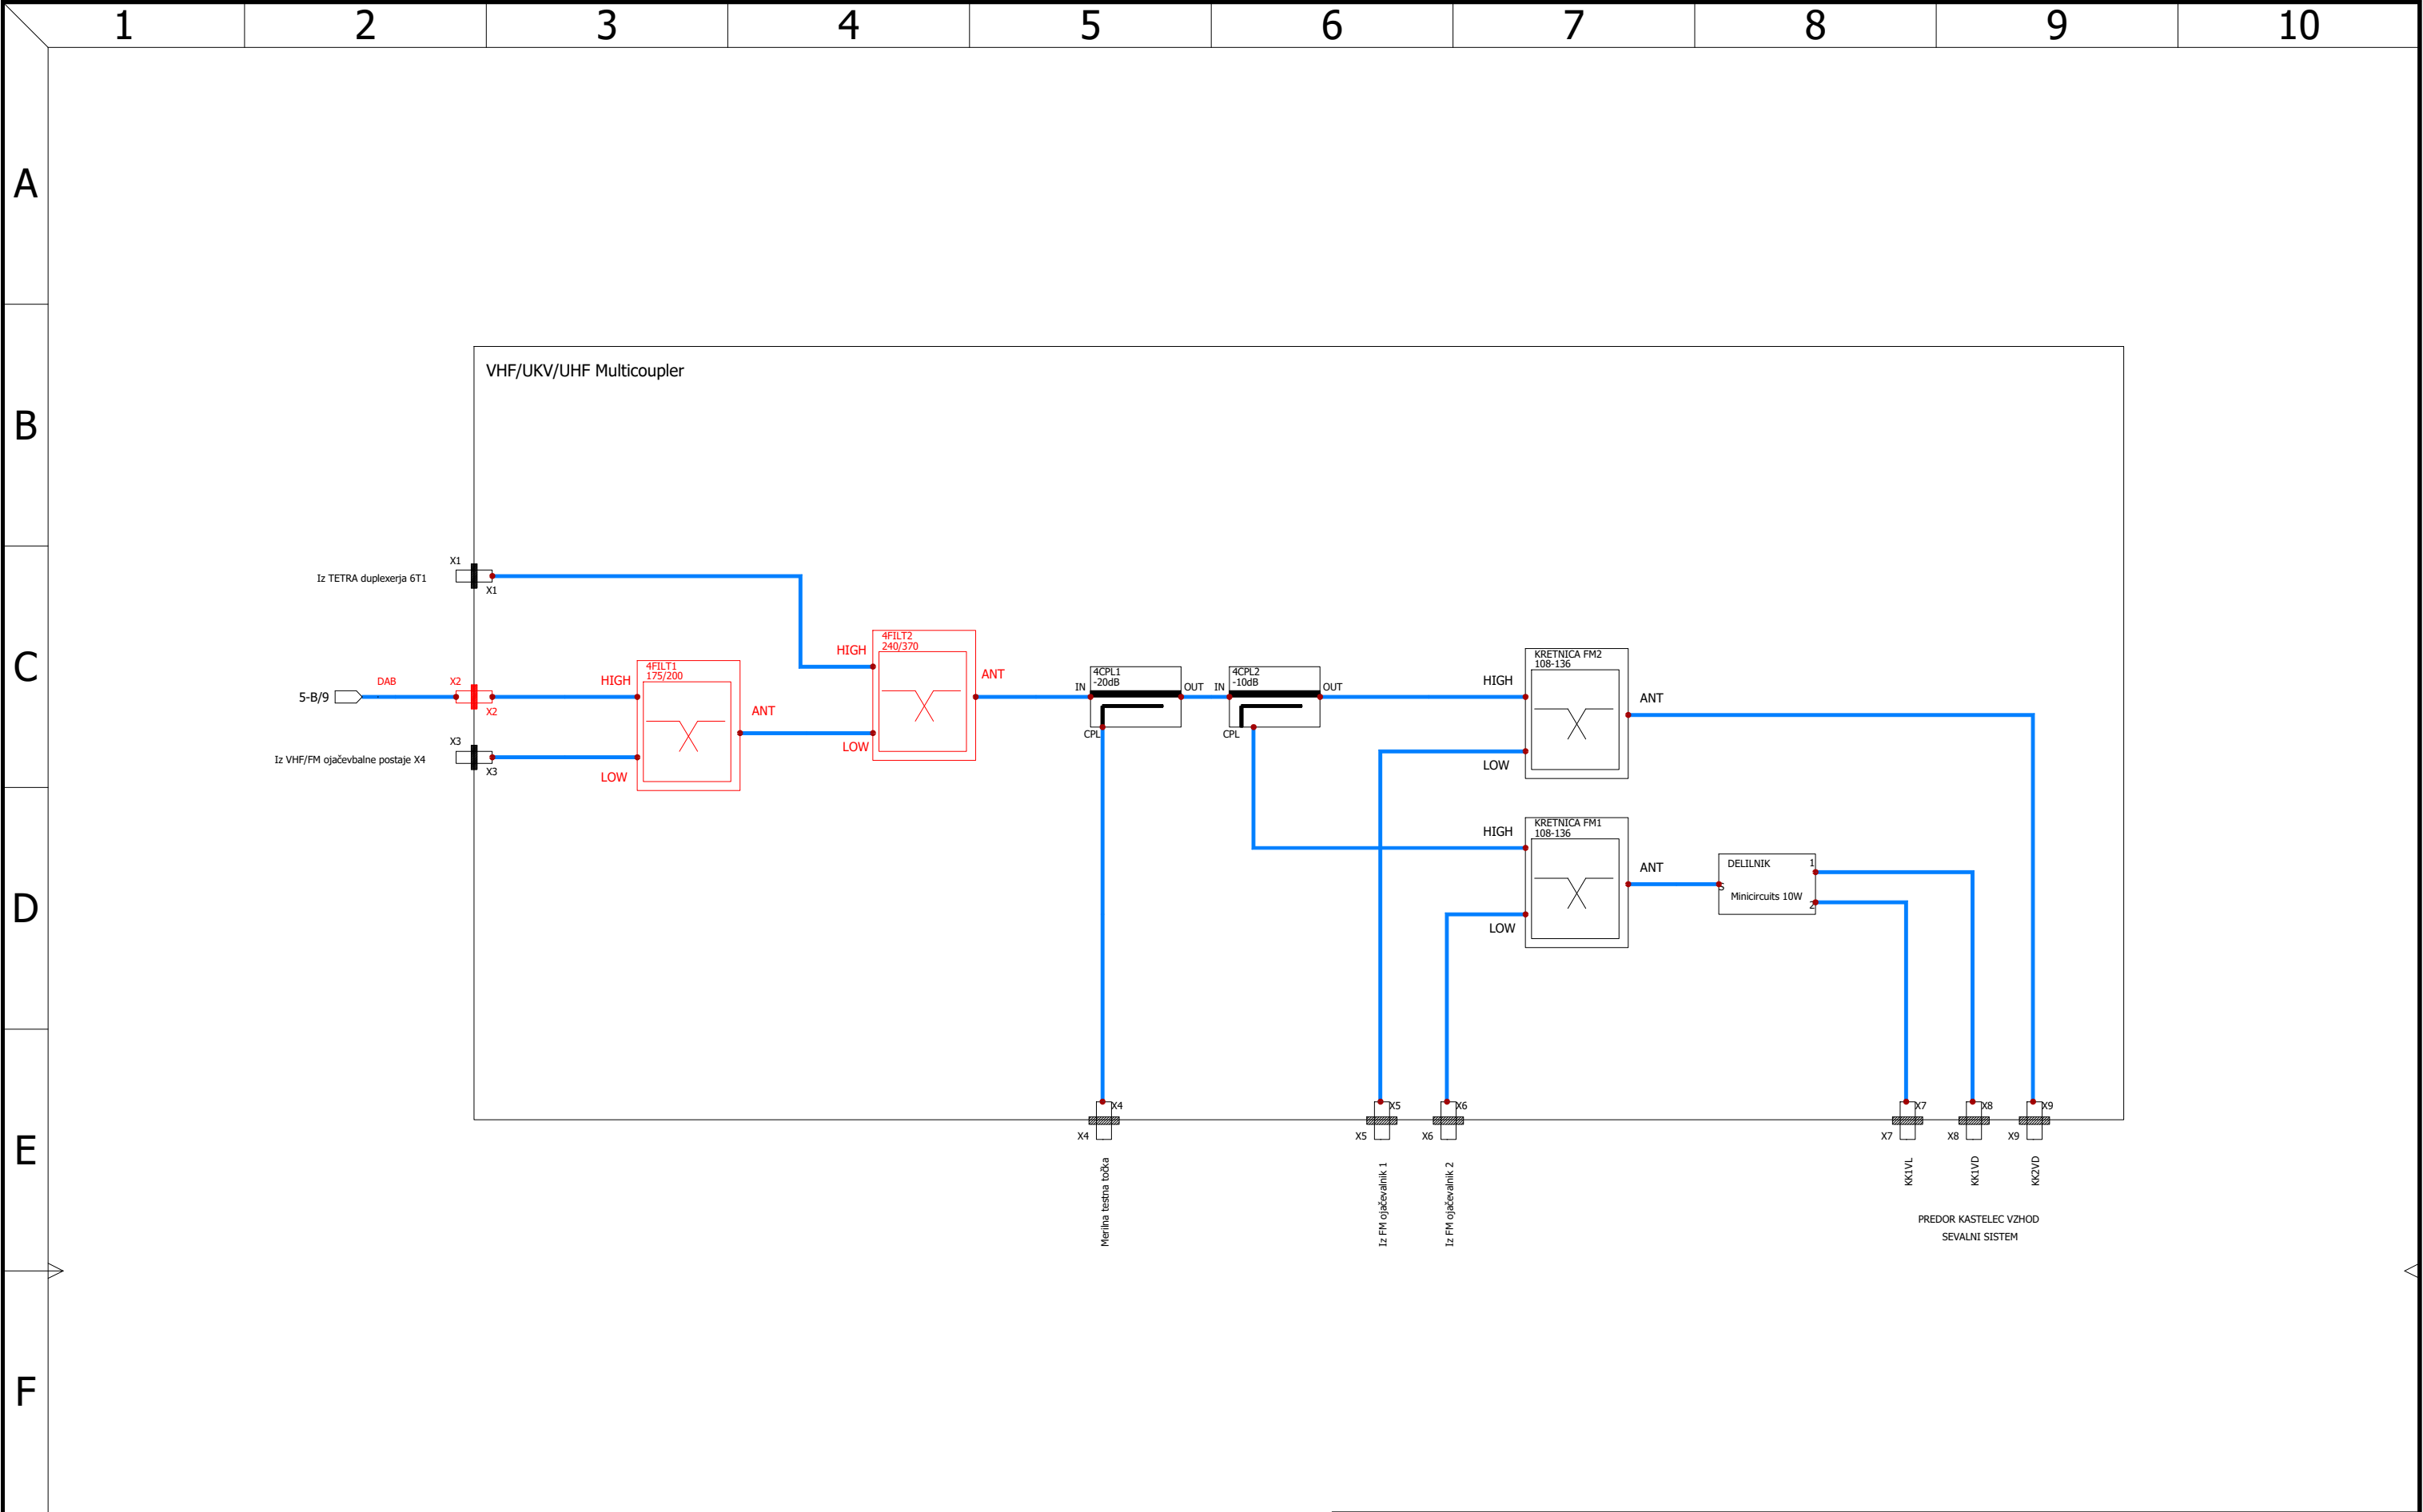 1 2 3 4 5 6 7 8 9 10
A
B
C
D
E
F
VHF/UKV/UHF Multicoupler
Iz TETRA duplexerja 6T1
X1
X1
5-B/9
DAB
X2
X2
Iz VHF/FM ojačevbalne postaje X4
X3
X3
4FILT1
175/200
HIGH
LOW
ANT
4FILT2
240/370
HIGH
LOW
ANT
4CPL1
-20dB
IN
OUT
CPL
4CPL2
-10dB
IN
OUT
CPL
KRETNICA FM2
108-136
HIGH
LOW
ANT
KRETNICA FM1
108-136
HIGH
LOW
ANT
DELILNIK
1
S
Minicircuits 10W
2
X4
X4
Merilna testna točka
X5
X5
Iz FM ojačevalnik 1
X6
X6
Iz FM ojačevalnik 2
X7
X7
KK1VL
X8
X8
KK1VD
X9
X9
KK2VD
PREDOR KASTELEC VZHOD
SEVALNI SISTEM